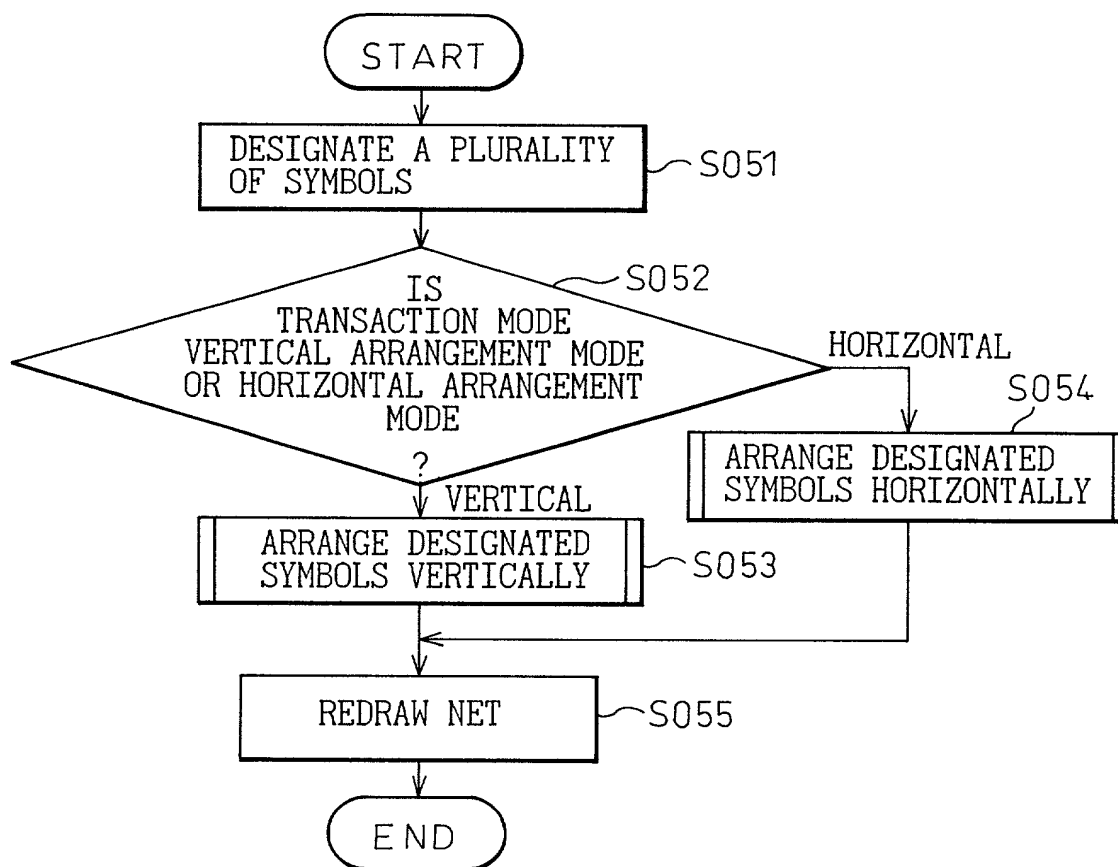 START
DESIGNATE A PLURALITY
OF SYMBOLS
S051
S052
IS
TRANSACTION MODE
VERTICAL ARRANGEMENT MODE
OR HORIZONTAL ARRANGEMENT
MODE
?
HORIZONTAL
S054
ARRANGE DESIGNATED
SYMBOLS HORIZONTALLY
VERTICAL
ARRANGE DESIGNATED
SYMBOLS VERTICALLY
S053
REDRAW NET
S055
END